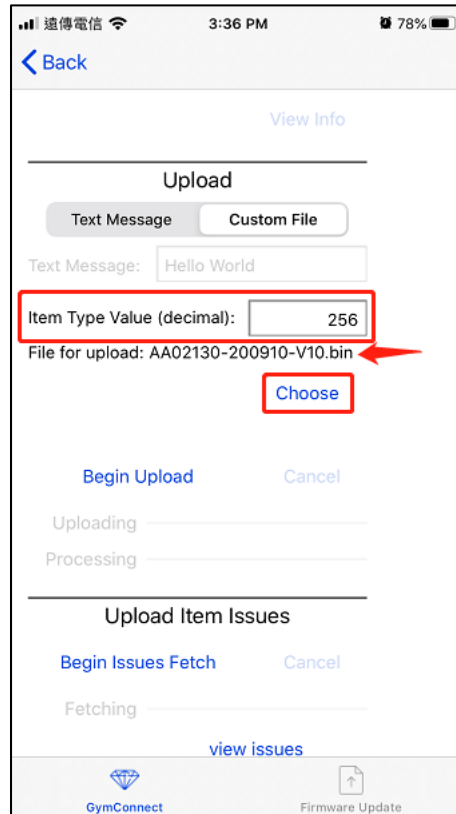 遠傳電信 3:36 PM 78%
Back
View Info
Upload
Text Message Custom File
Text Message: Hello World
Item Type Value (decimal): 256
File for upload: AA02130-200910-V10.bin
Choose
Begin Upload Cancel
Uploading
Processing
Upload Item Issues
Begin Issues Fetch Cancel
Fetching
view issues
GymConnect Firmware Update